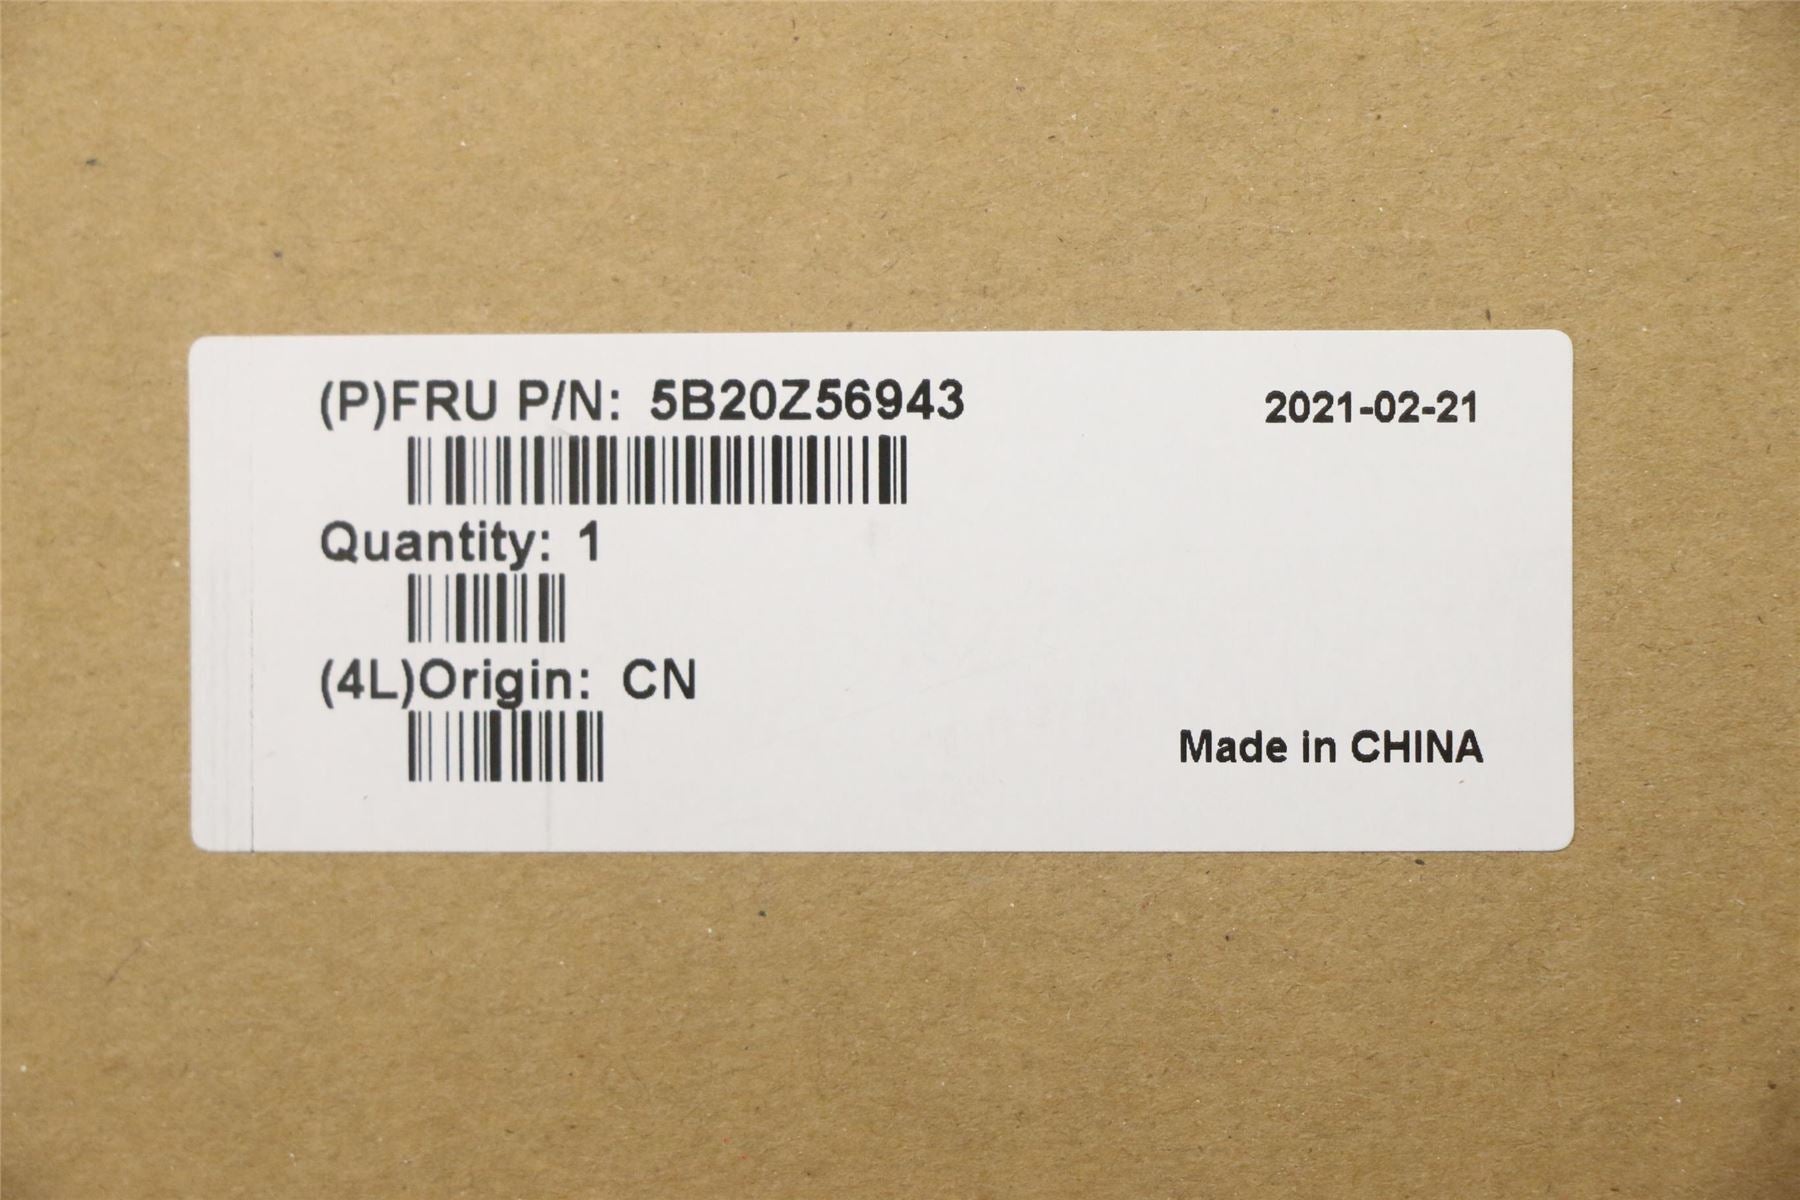 (P)FRU P/N: 5B20Z56943
2021-02-21
Quantity: 1
(4L)Origin: CN
Made in CHINA